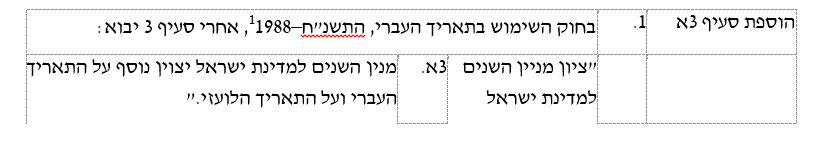 הוספת סעיף 3א 1. בחוק השימוש בתאריך העברי, התשנ"ח–1988¹, אחרי סעיף 3 יבוא:
"ציון מניין השנים 3א. מנין השנים למדינת ישראל יצוין נוסף על התאריך
למדינת ישראל העברי ועל התאריך הלועזי."